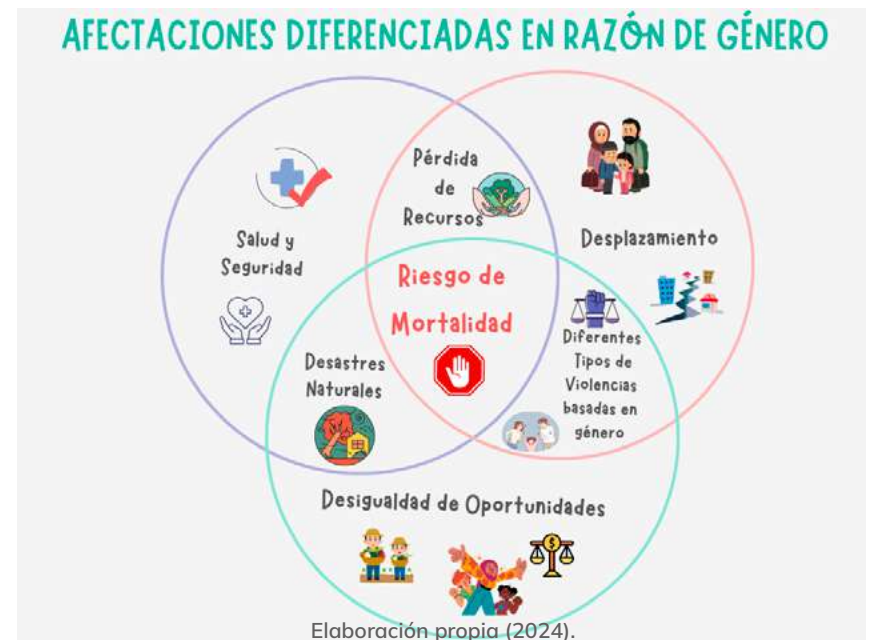 AFECTACIONES DIFERENCIADAS EN RAZÓN DE GÉNERO
Pérdida
de
Recursos
Salud y
Seguridad
Desplazamiento
Riesgo de
Mortalidad
Diferentes
Tipos de
Violencias
basadas en
género
Desastres
Naturales
Desigualdad de Oportunidades
Elaboración propia (2024).